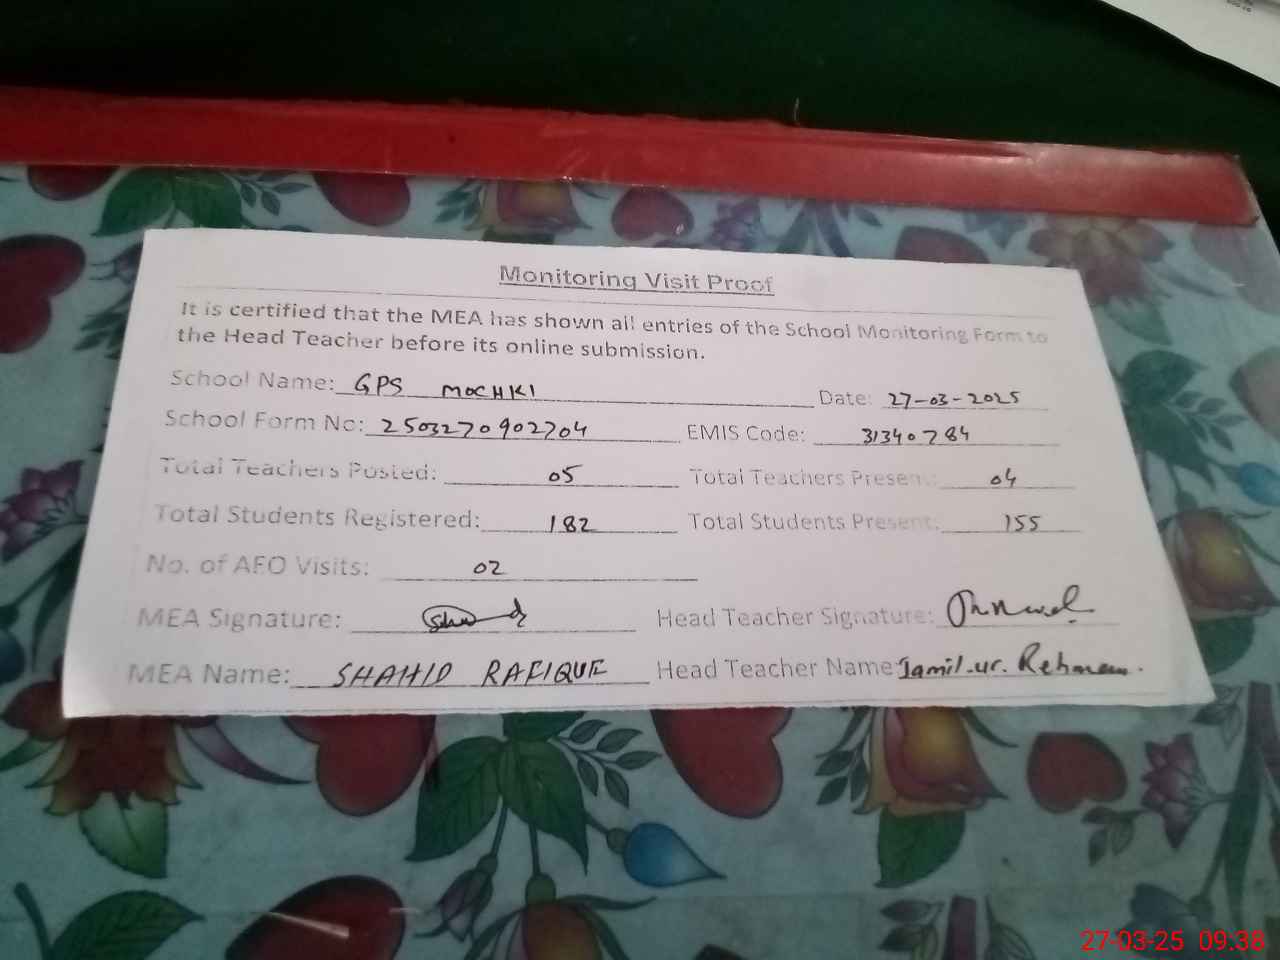 Monitoring Visit Proof
It is certified that the MEA has shown all entries of the School Monitoring Form to
the Head Teacher before its online submission.
School Name: GPS MOCHKI Date: 27-03-2025
School Form No: 2503270902704 EMIS Code: 31340784
Total Teachers Posted: 05 Total Teachers Present: 04
Total Students Registered: 182 Total Students Present: 155
No. of AEO Visits: 02
MEA Signature: Head Teacher Signature:
MEA Name: SHAHID RAFIQUE Head Teacher Name: Jamil-ur-Rehman.
27-03-25 09:38